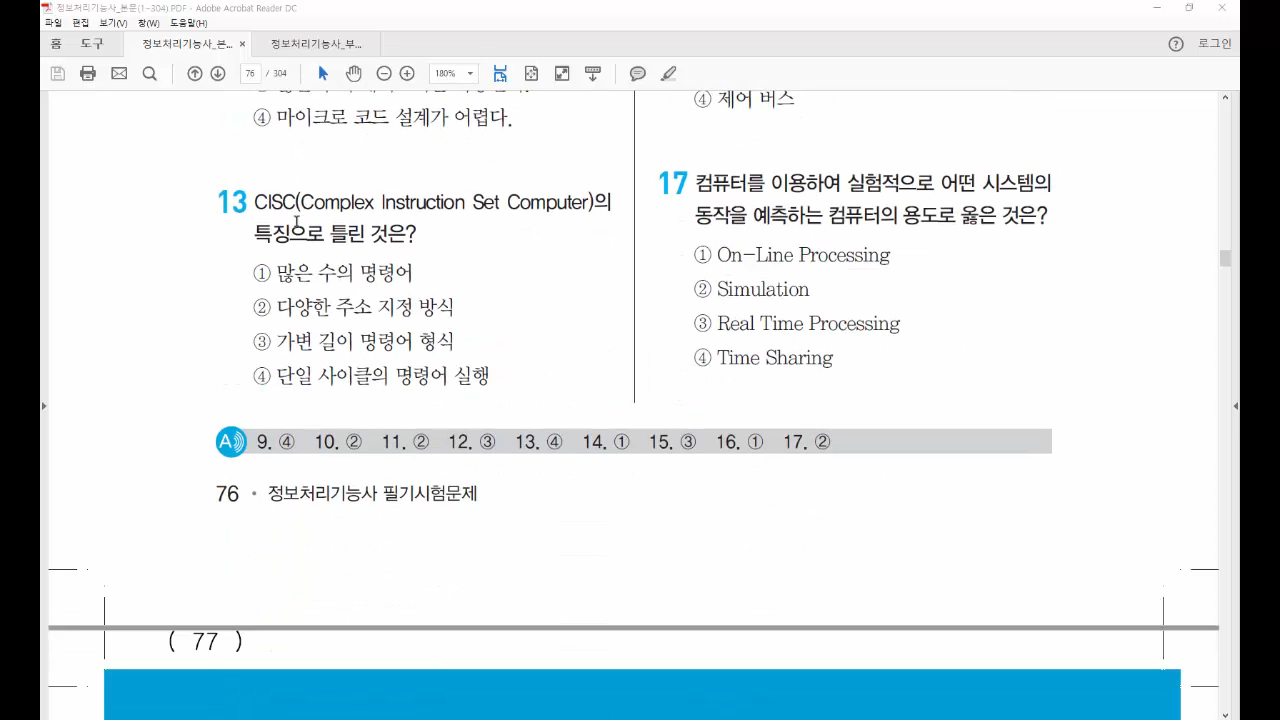 정보처리기능사_본문(1~304).PDF - Adobe Acrobat Reader DC
파일 편집 보기(V) 창(W) 도움말(H)
홈 도구 정보처리기능사_본... × 정보처리기능사_부... ? 로그인
76 / 304 180%
④ 마이크로 코드 설계가 어렵다.
13 CISC(Complex Instruction Set Computer)의
특징으로 틀린 것은?
① 많은 수의 명령어
② 다양한 주소 지정 방식
③ 가변 길이 명령어 형식
④ 단일 사이클의 명령어 실행
④ 제어 버스
17 컴퓨터를 이용하여 실험적으로 어떤 시스템의
동작을 예측하는 컴퓨터의 용도로 옳은 것은?
① On-Line Processing
② Simulation
③ Real Time Processing
④ Time Sharing
A 9. ④ 10. ② 11. ② 12. ③ 13. ④ 14. ① 15. ③ 16. ① 17. ②
76 • 정보처리기능사 필기시험문제
( 77 )